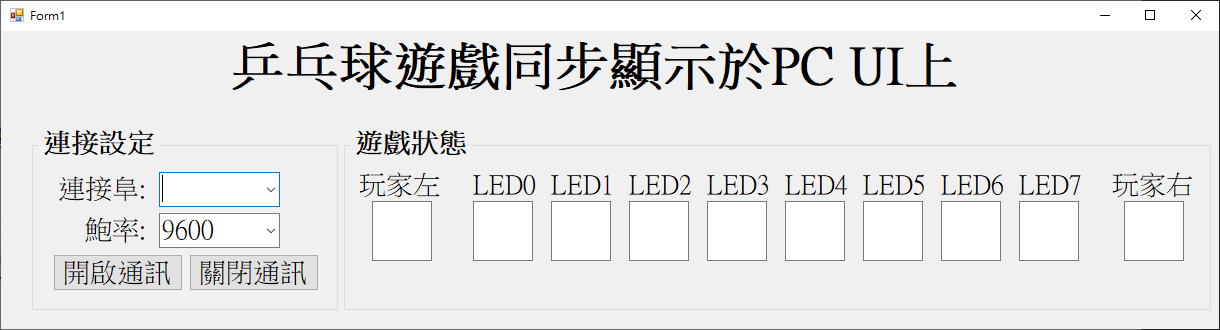 Form1
乒乓球遊戲同步顯示於PC UI上
連接設定
連接阜:
鮑率: 9600
開啟通訊 關閉通訊
遊戲狀態
玩家左 LED0 LED1 LED2 LED3 LED4 LED5 LED6 LED7 玩家右